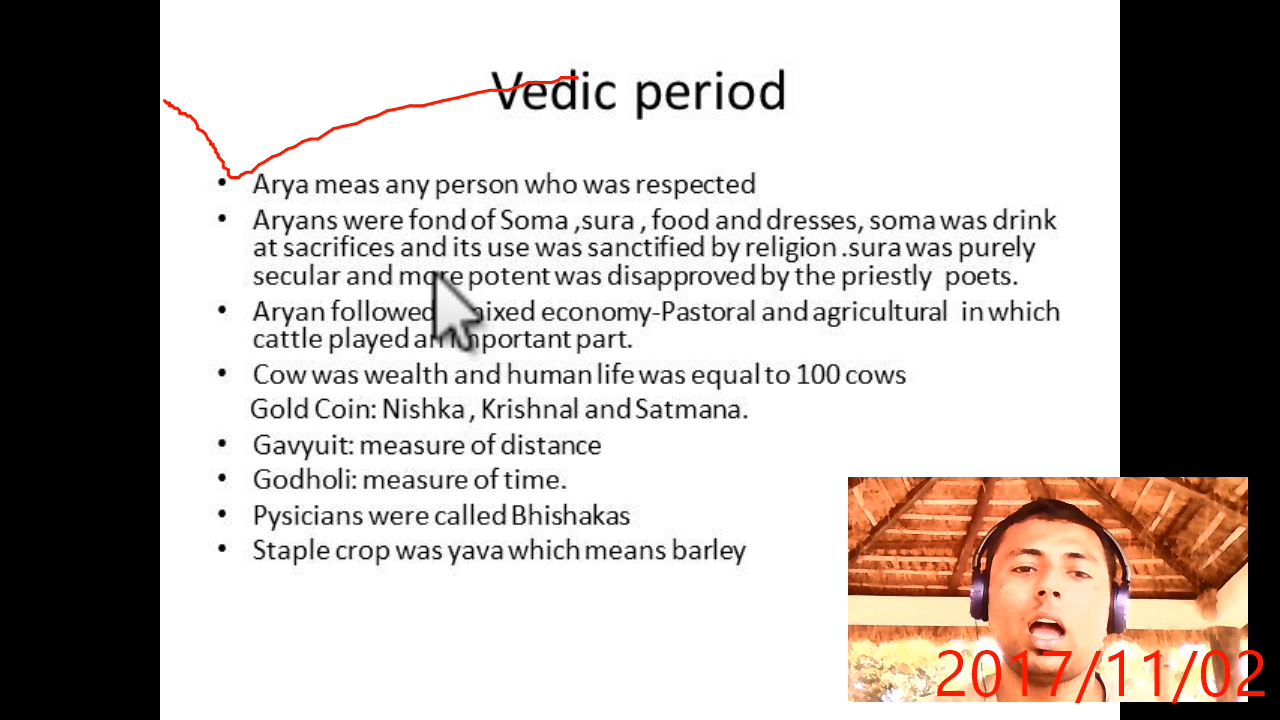 Vedic period
• Arya meas any person who was respected
• Aryans were fond of Soma ,sura , food and dresses, soma was drink
at sacrifices and its use was sanctified by religion .sura was purely
secular and more potent was disapproved by the priestly poets.
• Aryan followed mixed economy-Pastoral and agricultural in which
cattle played an important part.
• Cow was wealth and human life was equal to 100 cows
Gold Coin: Nishka , Krishnal and Satmana.
• Gavyuit: measure of distance
• Godholi: measure of time.
• Pysicians were called Bhishakas
• Staple crop was yava which means barley
2017/11/02